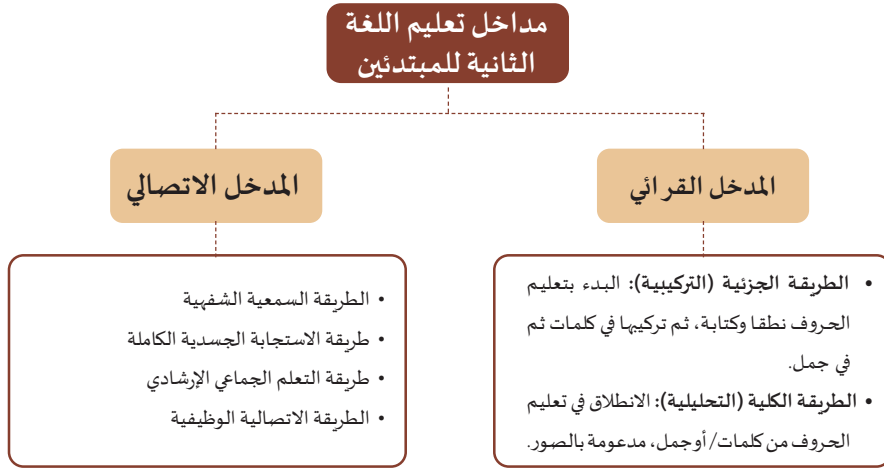 مداخل تعليم اللغة
الثانية للمبتدئين
المدخل القرائي
• الطريقة الجزئية (التركيبية): البدء بتعليم
الحروف نطقا وكتابة، ثم تركيبها في كلمات ثم
في جمل.
• الطريقة الكلية (التحليلية): الانطلاق في تعليم
الحروف من كلمات/ أوجمل، مدعومة بالصور.
المدخل الاتصالي
• الطريقة السمعية الشفهية
• طريقة الاستجابة الجسدية الكاملة
• طريقة التعلم الجماعي الإرشادي
• الطريقة الاتصالية الوظيفية